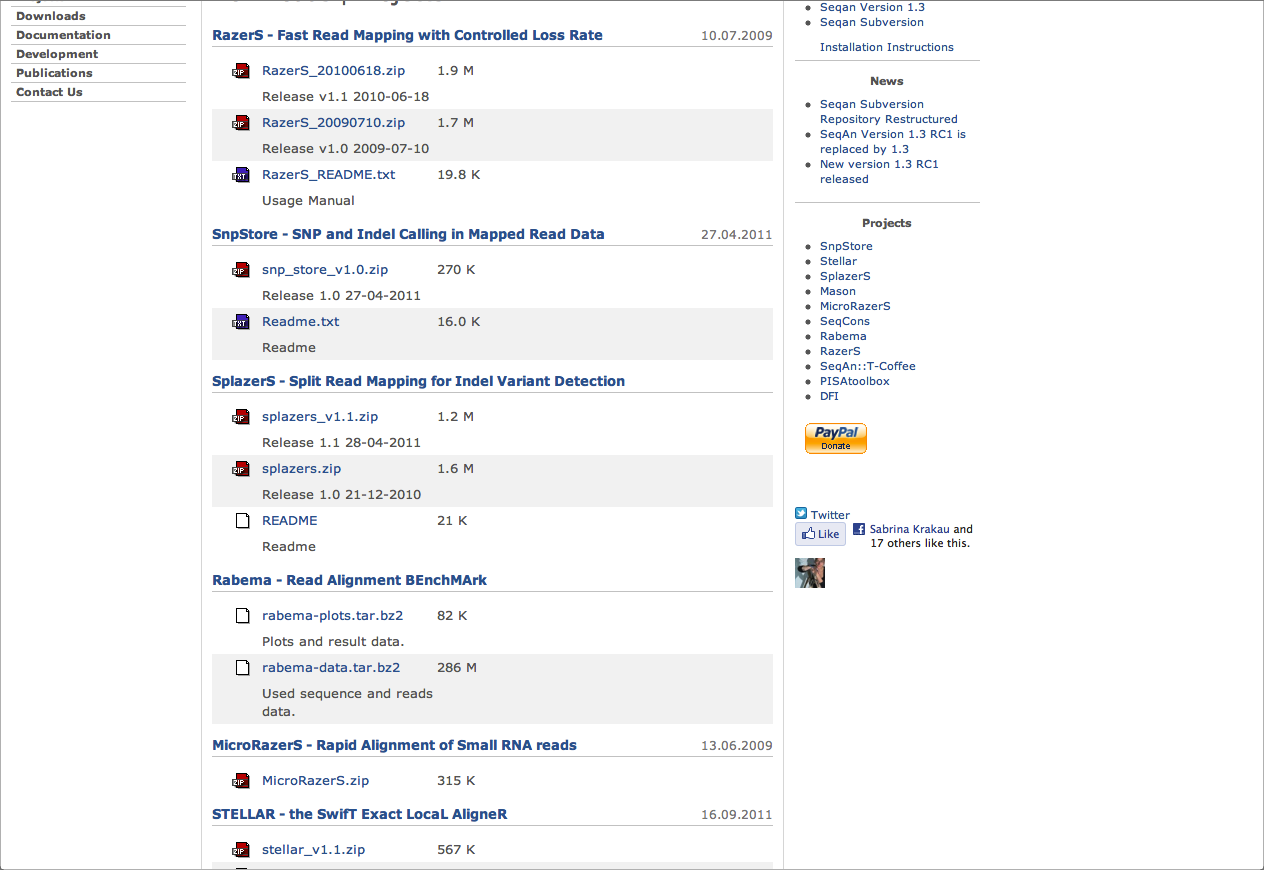 Downloads
Documentation
Development
Publications
Contact Us
RazerS - Fast Read Mapping with Controlled Loss Rate 10.07.2009
ZIP RazerS_20100618.zip 1.9 M
Release v1.1 2010-06-18
ZIP RazerS_20090710.zip 1.7 M
Release v1.0 2009-07-10
TXT RazerS_README.txt 19.8 K
Usage Manual
SnpStore - SNP and Indel Calling in Mapped Read Data 27.04.2011
ZIP snp_store_v1.0.zip 270 K
Release 1.0 27-04-2011
TXT Readme.txt 16.0 K
Readme
SplazerS - Split Read Mapping for Indel Variant Detection
ZIP splazers_v1.1.zip 1.2 M
Release 1.1 28-04-2011
ZIP splazers.zip 1.6 M
Release 1.0 21-12-2010
README 21 K
Readme
Rabema - Read Alignment BEnchMArk
rabema-plots.tar.bz2 82 K
Plots and result data.
rabema-data.tar.bz2 286 M
Used sequence and reads
data.
MicroRazerS - Rapid Alignment of Small RNA reads 13.06.2009
ZIP MicroRazerS.zip 315 K
STELLAR - the SwifT Exact LocaL AligneR 16.09.2011
ZIP stellar_v1.1.zip 567 K
Seqan Version 1.3
Seqan Subversion
Installation Instructions
News
Seqan Subversion
Repository Restructured
SeqAn Version 1.3 RC1 is
replaced by 1.3
New version 1.3 RC1
released
Projects
SnpStore
Stellar
SplazerS
Mason
MicroRazerS
SeqCons
Rabema
RazerS
SeqAn::T-Coffee
PISAtoolbox
DFI
PayPal
Donate
Twitter
Like Sabrina Krakau and
17 others like this.